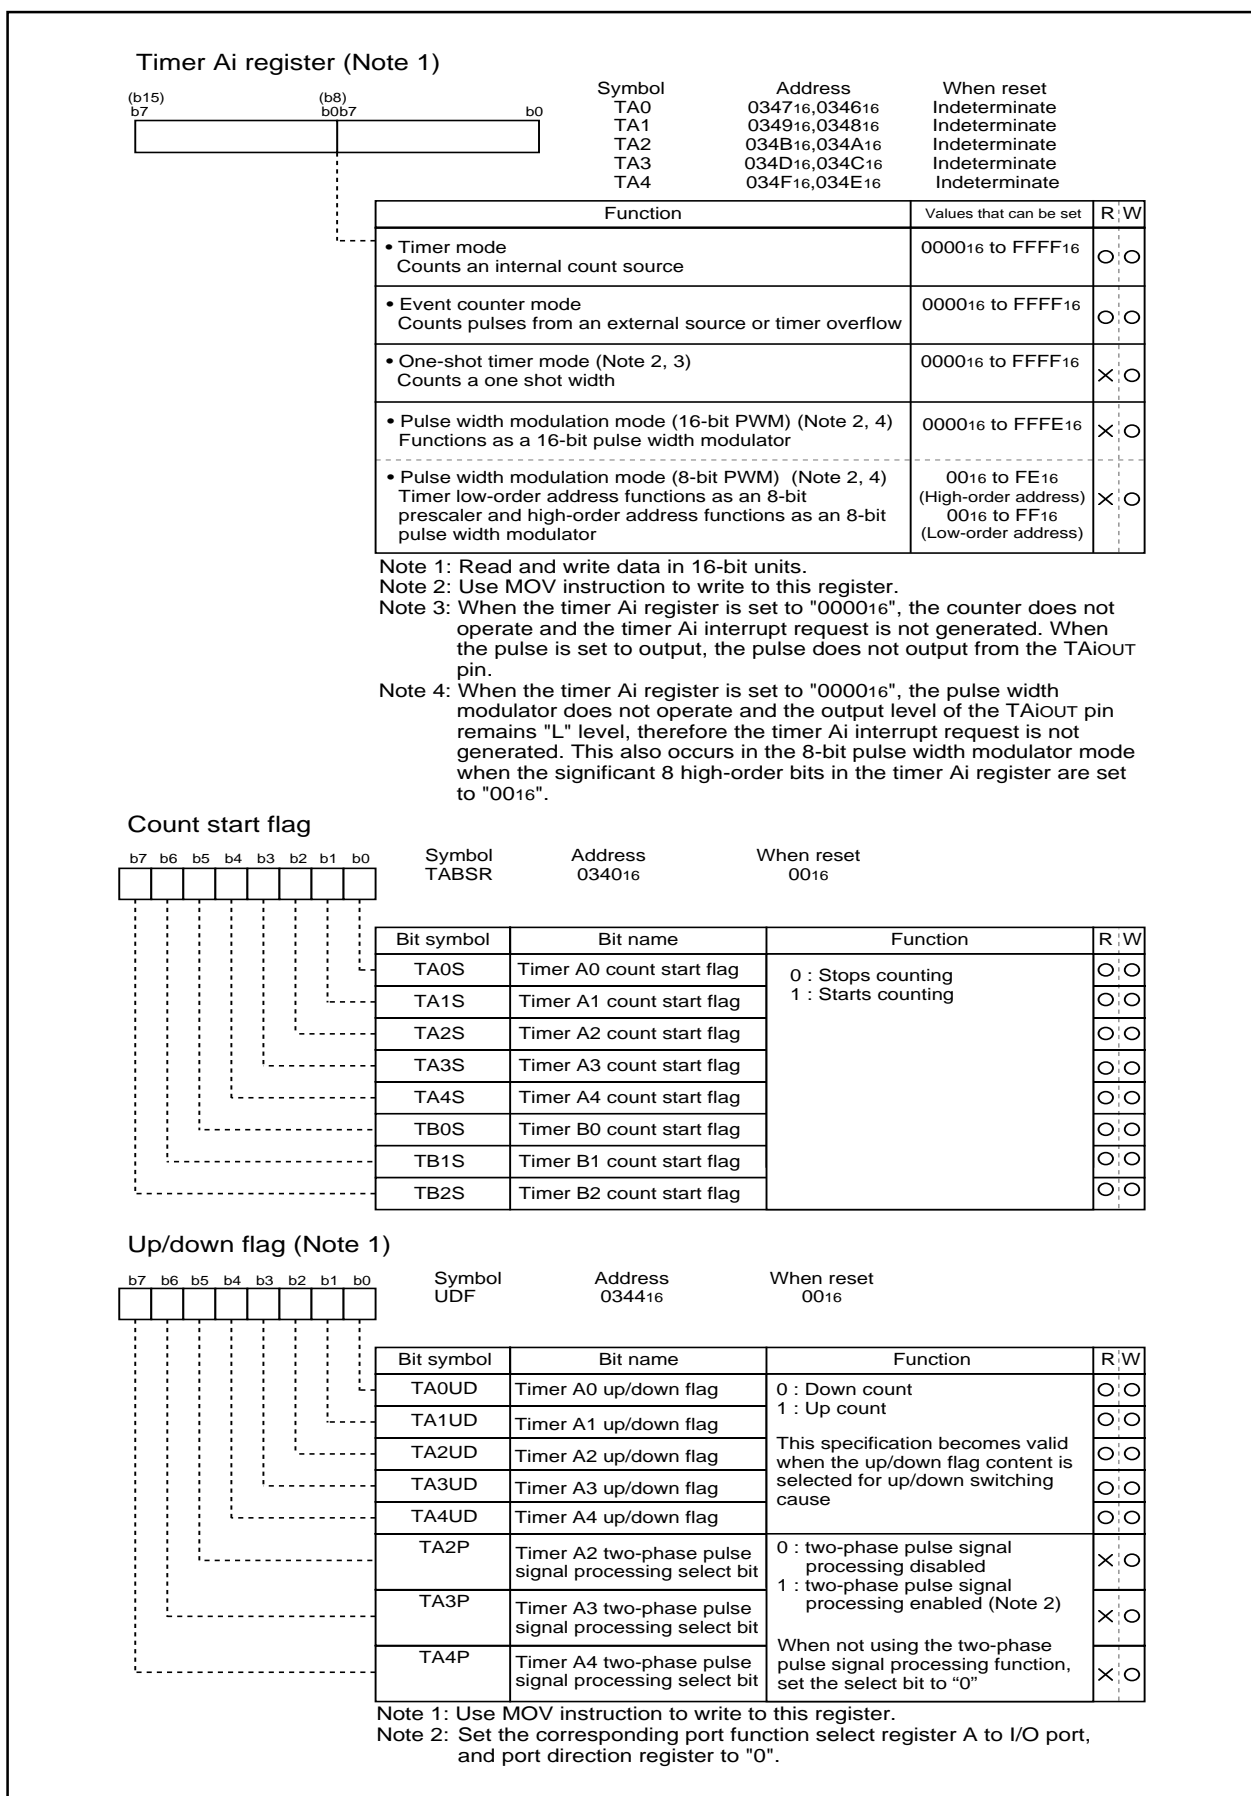 Timer Ai register (Note 1)
(b15) (b8)
b7 b0b7 b0
Symbol Address When reset
TA0 034716,034616 Indeterminate
TA1 034916,034816 Indeterminate
TA2 034B16,034A16 Indeterminate
TA3 034D16,034C16 Indeterminate
TA4 034F16,034E16 Indeterminate
Function Values that can be set R W
• Timer mode 000016 to FFFF16
Counts an internal count source
• Event counter mode 000016 to FFFF16
Counts pulses from an external source or timer overflow
• One-shot timer mode (Note 2, 3) 000016 to FFFF16
Counts a one shot width
• Pulse width modulation mode (16-bit PWM) (Note 2, 4) 000016 to FFFE16
Functions as a 16-bit pulse width modulator
• Pulse width modulation mode (8-bit PWM) (Note 2, 4) 0016 to FE16
Timer low-order address functions as an 8-bit (High-order address)
prescaler and high-order address functions as an 8-bit 0016 to FF16
pulse width modulator (Low-order address)
Note 1: Read and write data in 16-bit units.
Note 2: Use MOV instruction to write to this register.
Note 3: When the timer Ai register is set to "000016", the counter does not
operate and the timer Ai interrupt request is not generated. When
the pulse is set to output, the pulse does not output from the TAiOUT
pin.
Note 4: When the timer Ai register is set to "000016", the pulse width
modulator does not operate and the output level of the TAiOUT pin
remains "L" level, therefore the timer Ai interrupt request is not
generated. This also occurs in the 8-bit pulse width modulator mode
when the significant 8 high-order bits in the timer Ai register are set
to "0016".
Count start flag
b7 b6 b5 b4 b3 b2 b1 b0
Symbol Address When reset
TABSR 034016 0016
Bit symbol Bit name Function R W
TA0S Timer A0 count start flag 0 : Stops counting
TA1S Timer A1 count start flag 1 : Starts counting
TA2S Timer A2 count start flag
TA3S Timer A3 count start flag
TA4S Timer A4 count start flag
TB0S Timer B0 count start flag
TB1S Timer B1 count start flag
TB2S Timer B2 count start flag
Up/down flag (Note 1)
b7 b6 b5 b4 b3 b2 b1 b0
Symbol Address When reset
UDF 034416 0016
Bit symbol Bit name Function R W
TA0UD Timer A0 up/down flag 0 : Down count
TA1UD Timer A1 up/down flag 1 : Up count
TA2UD Timer A2 up/down flag This specification becomes valid
when the up/down flag content is
TA3UD Timer A3 up/down flag selected for up/down switching
cause
TA4UD Timer A4 up/down flag
TA2P Timer A2 two-phase pulse 0 : two-phase pulse signal
signal processing select bit processing disabled
1 : two-phase pulse signal
TA3P Timer A3 two-phase pulse processing enabled (Note 2)
signal processing select bit
When not using the two-phase
TA4P Timer A4 two-phase pulse pulse signal processing function,
signal processing select bit set the select bit to “0”
Note 1: Use MOV instruction to write to this register.
Note 2: Set the corresponding port function select register A to I/O port,
and port direction register to "0".